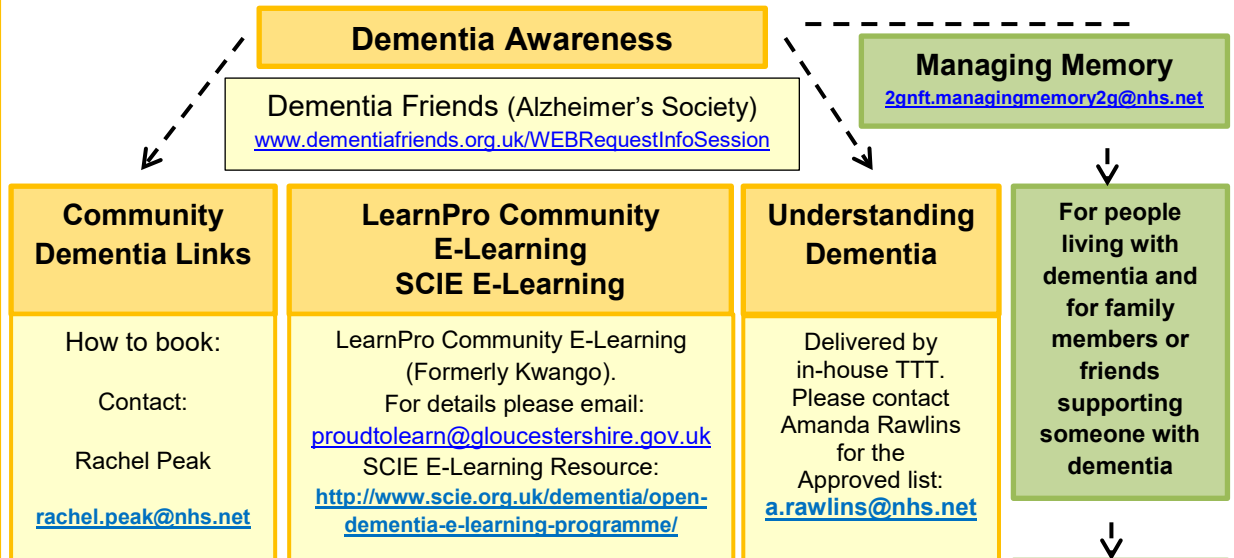 Dementia Awareness
Dementia Friends (Alzheimer's Society)
www.dementiafriends.org.uk/WEBRequestInfoSession
Managing Memory
2gnft.managingmemory2g@nhs.net
Community
Dementia Links
How to book:
Contact:
Rachel Peak
rachel.peak@nhs.net
LearnPro Community
E-Learning
SCIE E-Learning
LearnPro Community E-Learning
(Formerly Kwango).
For details please email:
proudtolearn@gloucestershire.gov.uk
SCIE E-Learning Resource:
http://www.scie.org.uk/dementia/open-
dementia-e-learning-programme/
Understanding
Dementia
Delivered by
in-house TTT.
Please contact
Amanda Rawlins
for the
Approved list:
a.rawlins@nhs.net
For people
living with
dementia and
for family
members or
friends
supporting
someone with
dementia